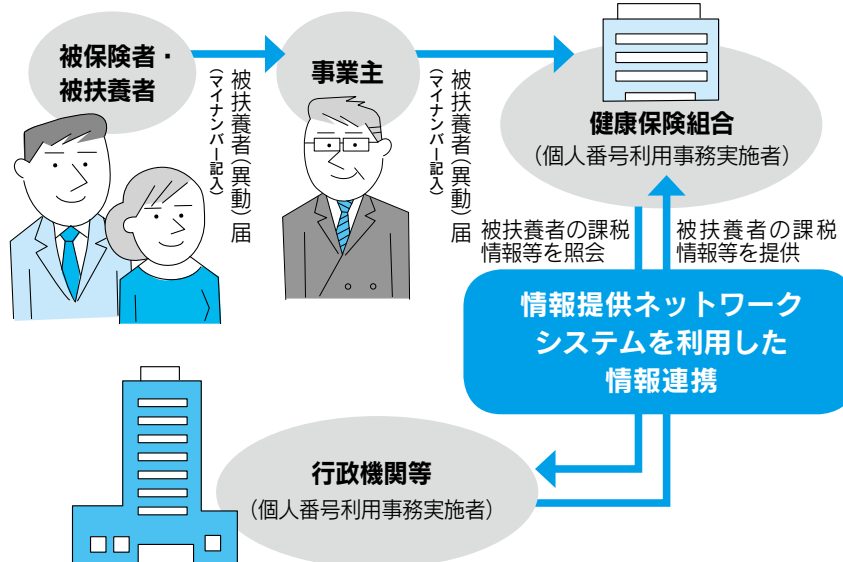 被保険者・
被扶養者
被扶養者(異動)届
(マイナンバー記入)
事業主
被扶養者(異動)届
(マイナンバー記入)
健康保険組合
(個人番号利用事務実施者)
被扶養者の課税
情報等を照会
被扶養者の課税
情報等を提供
情報提供ネットワーク
システムを利用した
情報連携
行政機関等
(個人番号利用事務実施者)